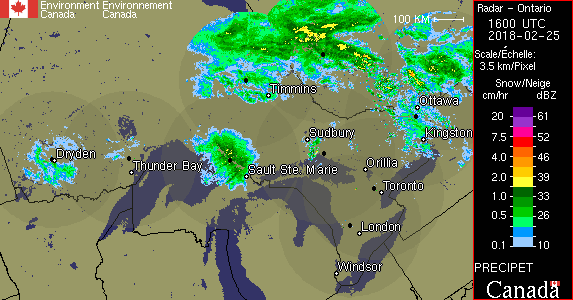 Environment Environnement
Canada Canada
100 KM
Timmins
Ottawa
Kingston
Sudbury
Dryden
Thunder Bay
Sault Ste. Marie
Orillia
Toronto
London
Windsor
Radar - Ontario
1600 UTC
2018-02-25
Scale/Échelle:
3.5 km/Pixel
Snow/Neige
cm/hr dBZ
20 61
7.5 52
4.0 46
2.0 39
1.0 33
0.5 26
0.1 10
PRECIPET
Canada